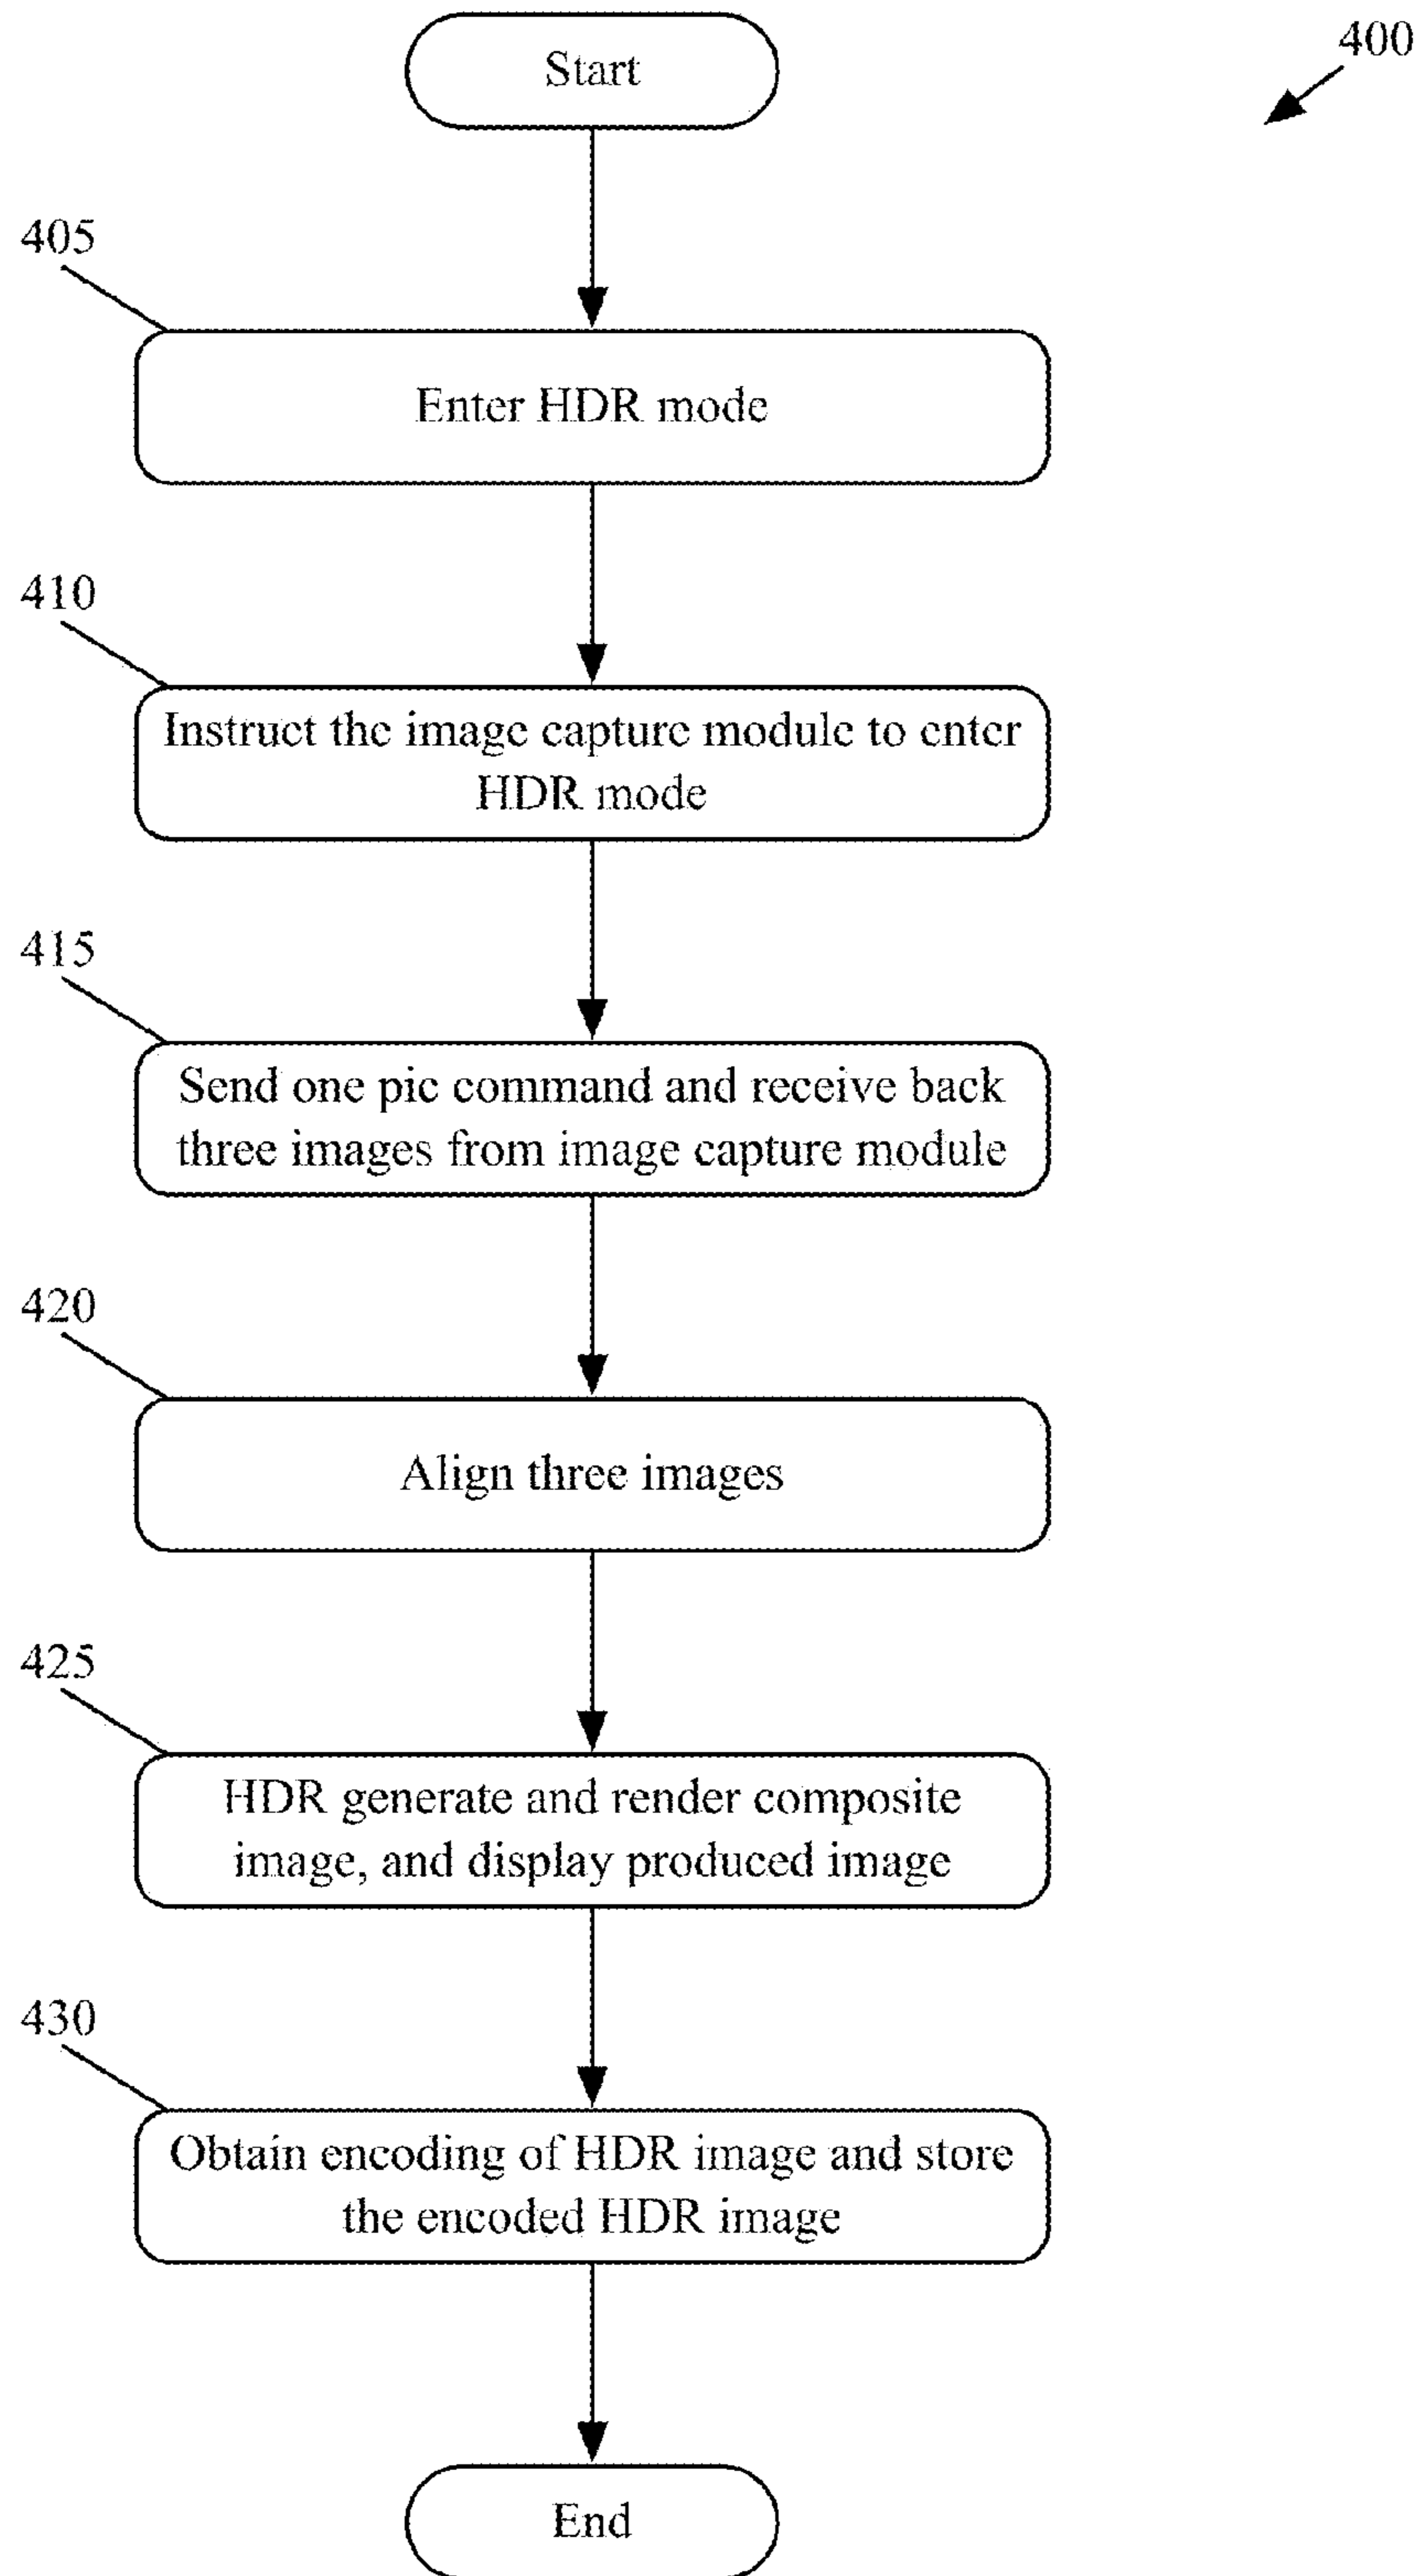 Start
400
405
Enter HDR mode
410
Instruct the image capture module to enter
HDR mode
415
Send one pic command and receive back
three images from image capture module
420
Align three images
425
HDR generate and render composite
image, and display produced image
430
Obtain encoding of HDR image and store
the encoded HDR image
End